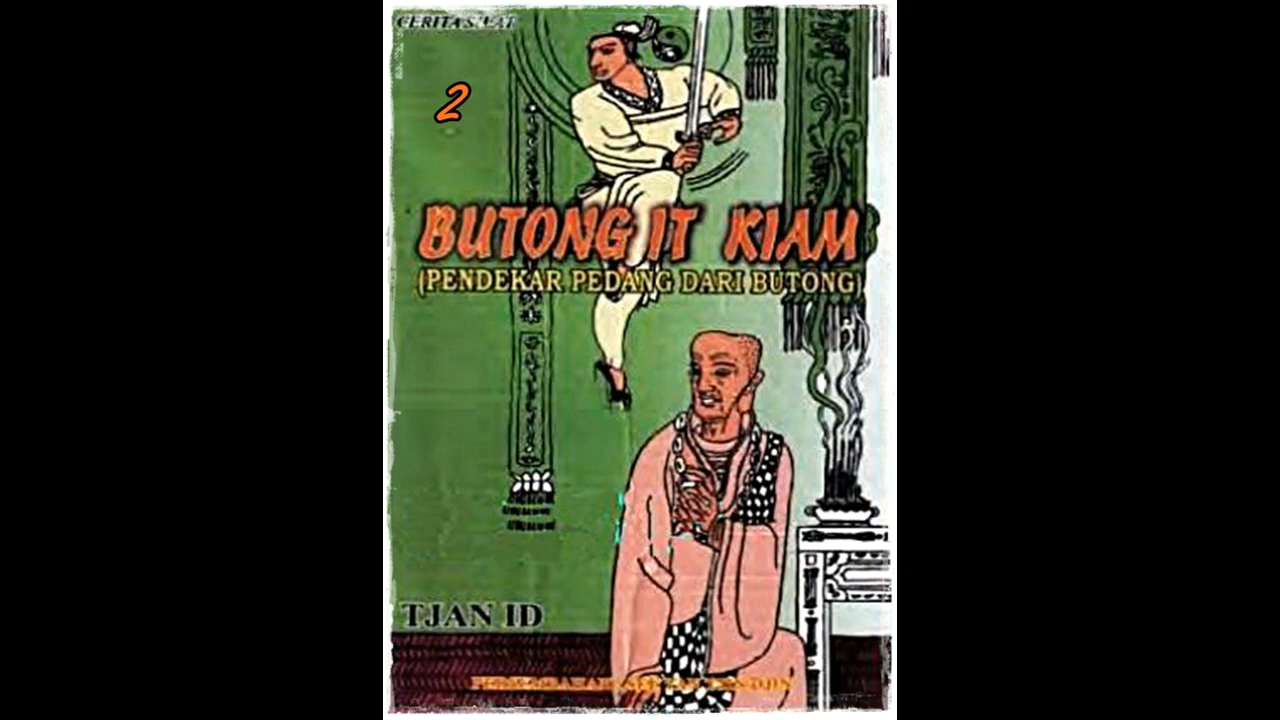 CERITA SILAT
2
BUTONG IT KIAM
(PENDEKAR PEDANG DARI BUTONG)
TJAN ID